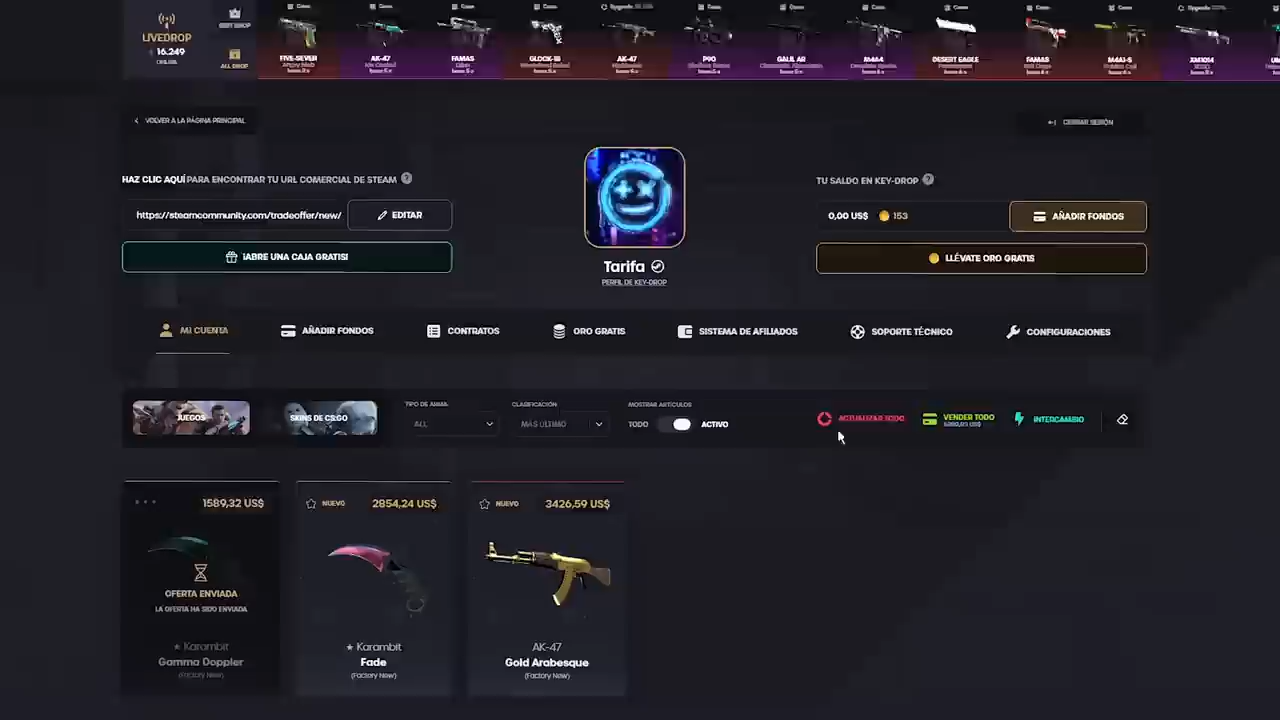 LIVEDROP
16.249
BEST DROP
ALL DROP
FIVE-SEVEN
AK-47
FAMAS
GLOCK-18
AK-47
P90
GALIL AR
M4A4
DESERT EAGLE
FAMAS
M4A1-S
XM1014
VOLVER A LA PÁGINA PRINCIPAL
CERRAR SESIÓN
HAZ CLIC AQUÍ PARA ENCONTRAR TU URL COMERCIAL DE STEAM ?
TU SALDO EN KEY-DROP ?
https://steamcommunity.com/tradeoffer/new/
EDITAR
0,00 US$ 153
AÑADIR FONDOS
¡ABRE UNA CAJA GRATIS!
LLÉVATE ORO GRATIS
Tarifa
PERFIL DE KEY-DROP
MI CUENTA
AÑADIR FONDOS
CONTRATOS
ORO GRATIS
SISTEMA DE AFILIADOS
SOPORTE TÉCNICO
CONFIGURACIONES
JUEGOS
SKINS DE CS:GO
TIPO DE ARMA:
ALL
CLASIFICACIÓN:
MÁS ÚLTIMO
MOSTRAR ARTÍCULOS
TODO
ACTIVO
ACTUALIZAR TODO
VENDER TODO
INTERCAMBIO
1589,32 US$
OFERTA ENVIADA
LA OFERTA HA SIDO ENVIADA
★ Karambit
Gamma Doppler
(Factory New)
NUEVO
2854,24 US$
★ Karambit
Fade
(Factory New)
NUEVO
3426,59 US$
AK-47
Gold Arabesque
(Factory New)